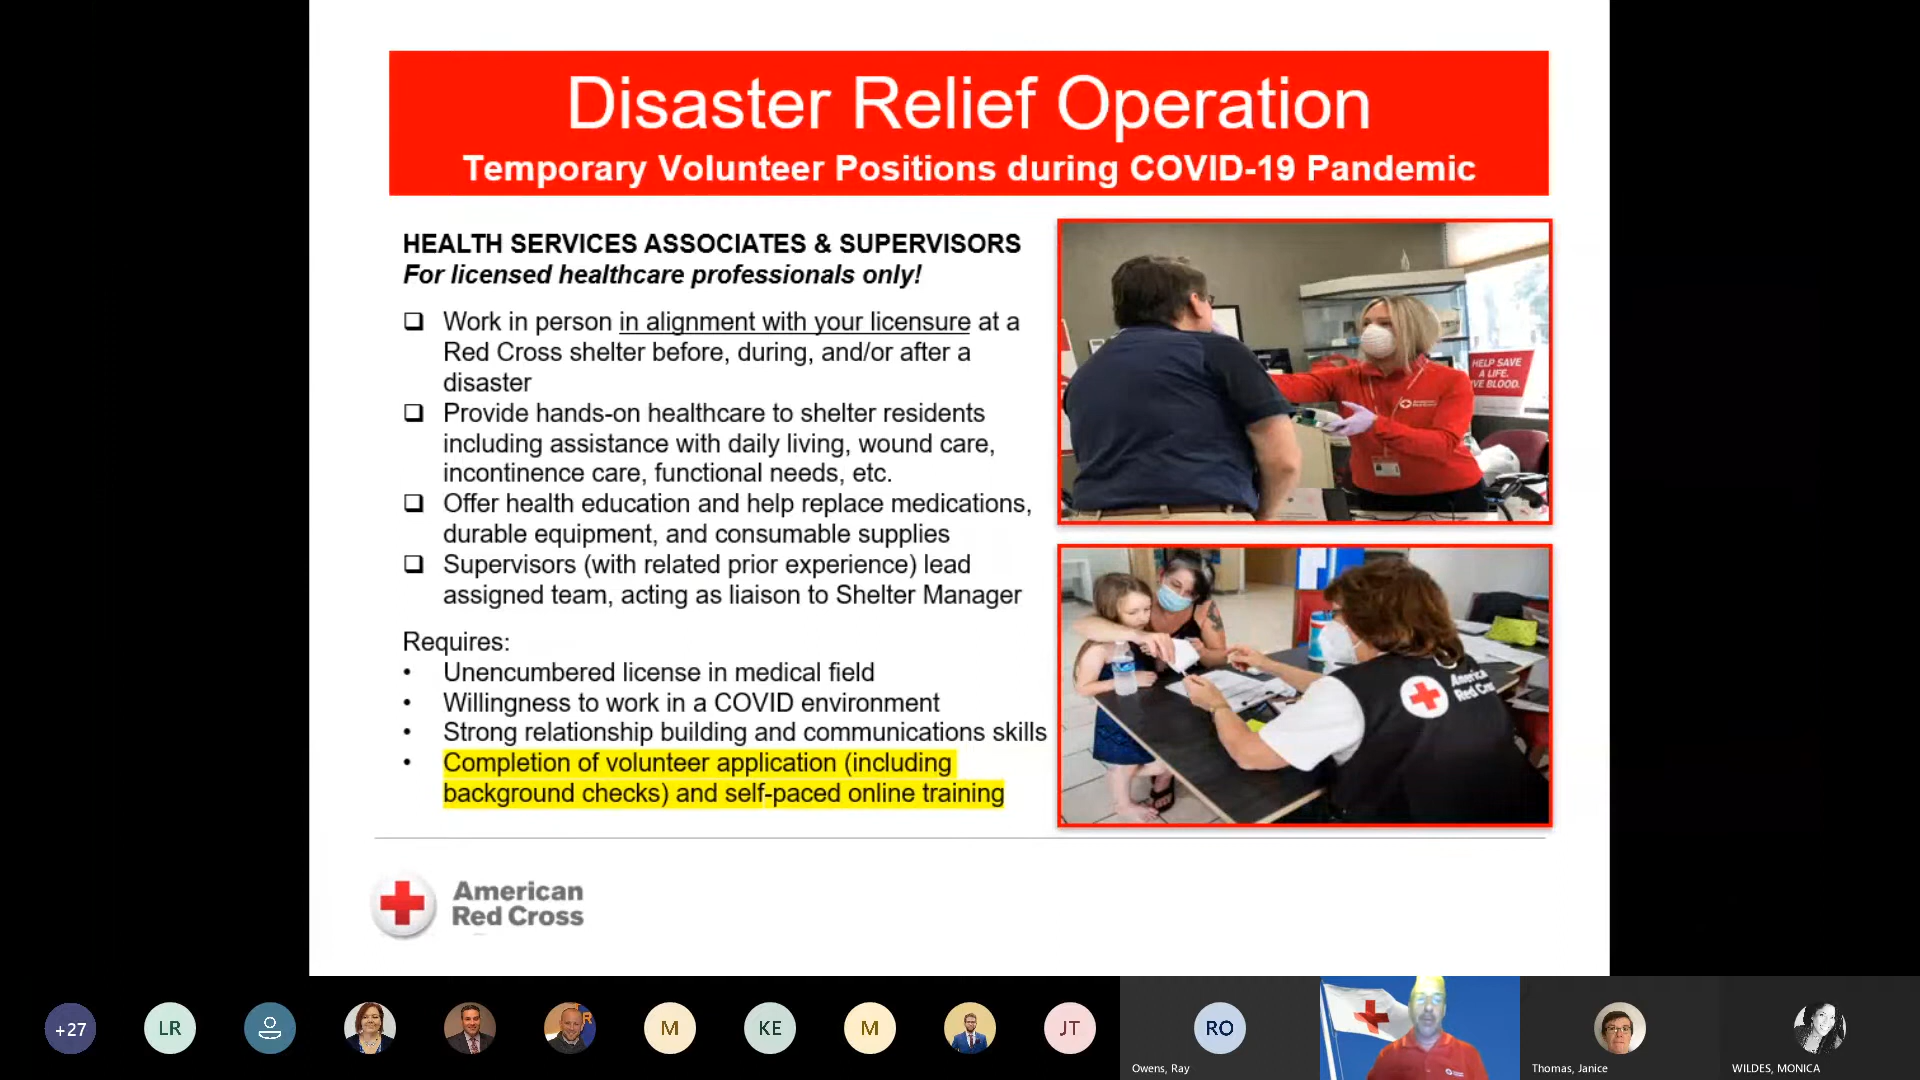 Disaster Relief Operation
Temporary Volunteer Positions during COVID-19 Pandemic
HEALTH SERVICES ASSOCIATES & SUPERVISORS
For licensed healthcare professionals only!
Work in person in alignment with your licensure at a
Red Cross shelter before, during, and/or after a
disaster
Provide hands-on healthcare to shelter residents
including assistance with daily living, wound care,
incontinence care, functional needs, etc.
Offer health education and help replace medications,
durable equipment, and consumable supplies
Supervisors (with related prior experience) lead
assigned team, acting as liaison to Shelter Manager
Requires:
• Unencumbered license in medical field
• Willingness to work in a COVID environment
• Strong relationship building and communications skills
• Completion of volunteer application (including
background checks) and self-paced online training
HELP SAVE
A LIFE.
VE BLOOD.
America
Red Cros
American
Red Cross
+27
LR
M
KE
M
JT
RO
Owens, Ray
Thomas, Janice
WILDES, MONICA